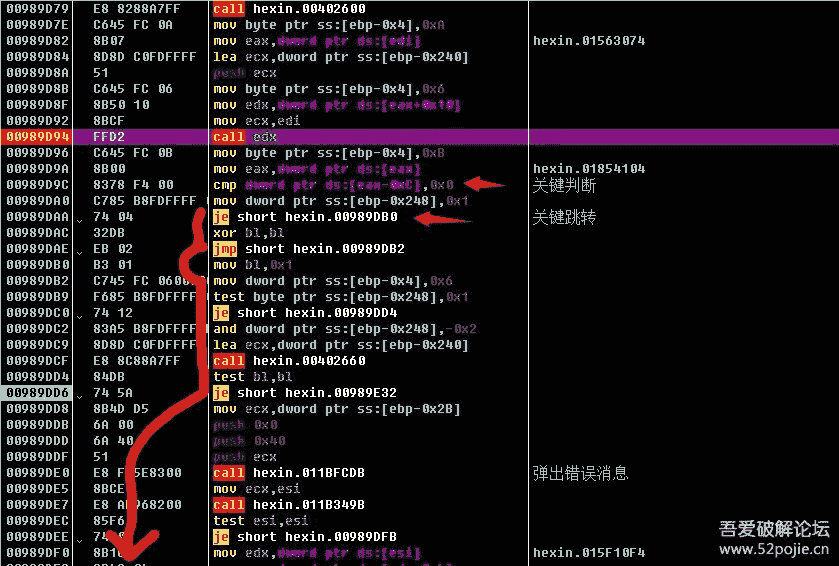 00989D79 E8 8288A7FF call hexin.00402600
00989D7E C645 FC 0A mov byte ptr ss:[ebp-0x4],0xA
00989D82 8B07 mov eax,dword ptr ds:[edi] hexin.01563074
00989D84 8D8D C0FDFFFF lea ecx,dword ptr ss:[ebp-0x240]
00989D8A 51 push ecx
00989D8B C645 FC 06 mov byte ptr ss:[ebp-0x4],0x6
00989D8F 8B50 10 mov edx,dword ptr ds:[eax+0x10]
00989D92 8BCF mov ecx,edi
00989D94 FFD2 call edx
00989D96 C645 FC 0B mov byte ptr ss:[ebp-0x4],0xB
00989D9A 8B00 mov eax,dword ptr ds:[eax] hexin.01854104
00989D9C 8378 F4 00 cmp dword ptr ds:[eax-0xC],0x0 关键判断
00989DA0 C785 B8FDFFFF mov dword ptr ss:[ebp-0x248],0x1
00989DAA 74 04 je short hexin.00989DB0 关键跳转
00989DAC 32DB xor bl,bl
00989DAE EB 02 jmp short hexin.00989DB2
00989DB0 B3 01 mov bl,0x1
00989DB2 C745 FC 0600 mov dword ptr ss:[ebp-0x4],0x6
00989DB9 F685 B8FDFFFF test byte ptr ss:[ebp-0x248],0x1
00989DC0 74 12 je short hexin.00989DD4
00989DC2 83A5 B8FDFFFF and dword ptr ss:[ebp-0x248],-0x2
00989DC9 8D8D C0FDFFFF lea ecx,dword ptr ss:[ebp-0x240]
00989DCF E8 8C88A7FF call hexin.00402660
00989DD4 84DB test bl,bl
00989DD6 74 5A je short hexin.00989E32
00989DD8 8B4D D5 mov ecx,dword ptr ss:[ebp-0x2B]
00989DDB 6A 00 push 0x0
00989DDD 6A 40 push 0x40
00989DDF 51 push ecx
00989DE0 E8 call hexin.011BFCDB 弹出错误消息
00989DE5 8BCE mov ecx,esi
00989DE7 E8 call hexin.011B349B
00989DEC 85F6 test esi,esi
00989DEE 74 je short hexin.00989DFB
00989DF0 mov edx,dword ptr ds:[esi] hexin.015F10F4
吾爱破解论坛
www.52pojie.cn